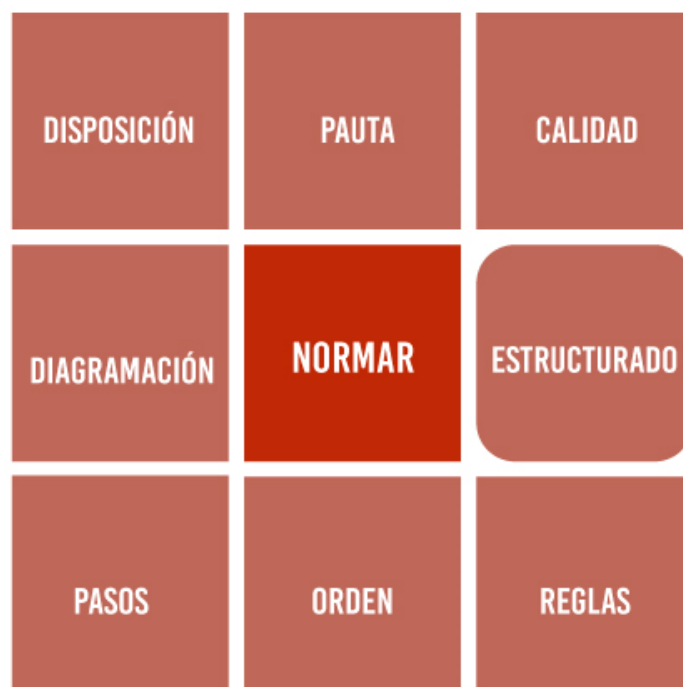 DISPOSICIÓN
PAUTA
CALIDAD
DIAGRAMACIÓN
NORMAR
ESTRUCTURADO
PASOS
ORDEN
REGLAS